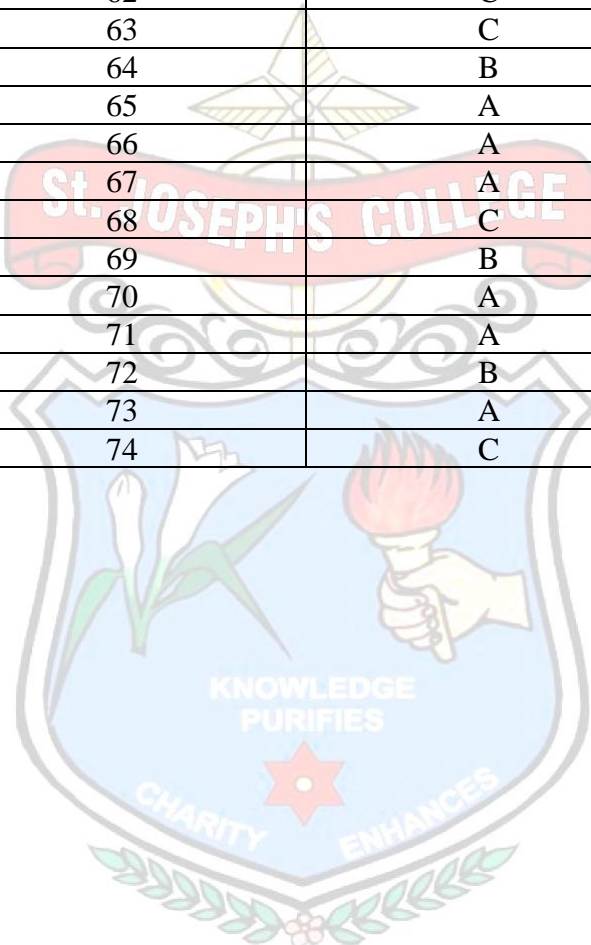 63 C
64 B
65 A
66 A
67 A
68 C
69 B
70 A
71 A
72 B
73 A
74 C
St. JOSEPH'S COLLEGE
KNOWLEDGE
PURIFIES
CHARITY ENHANCES